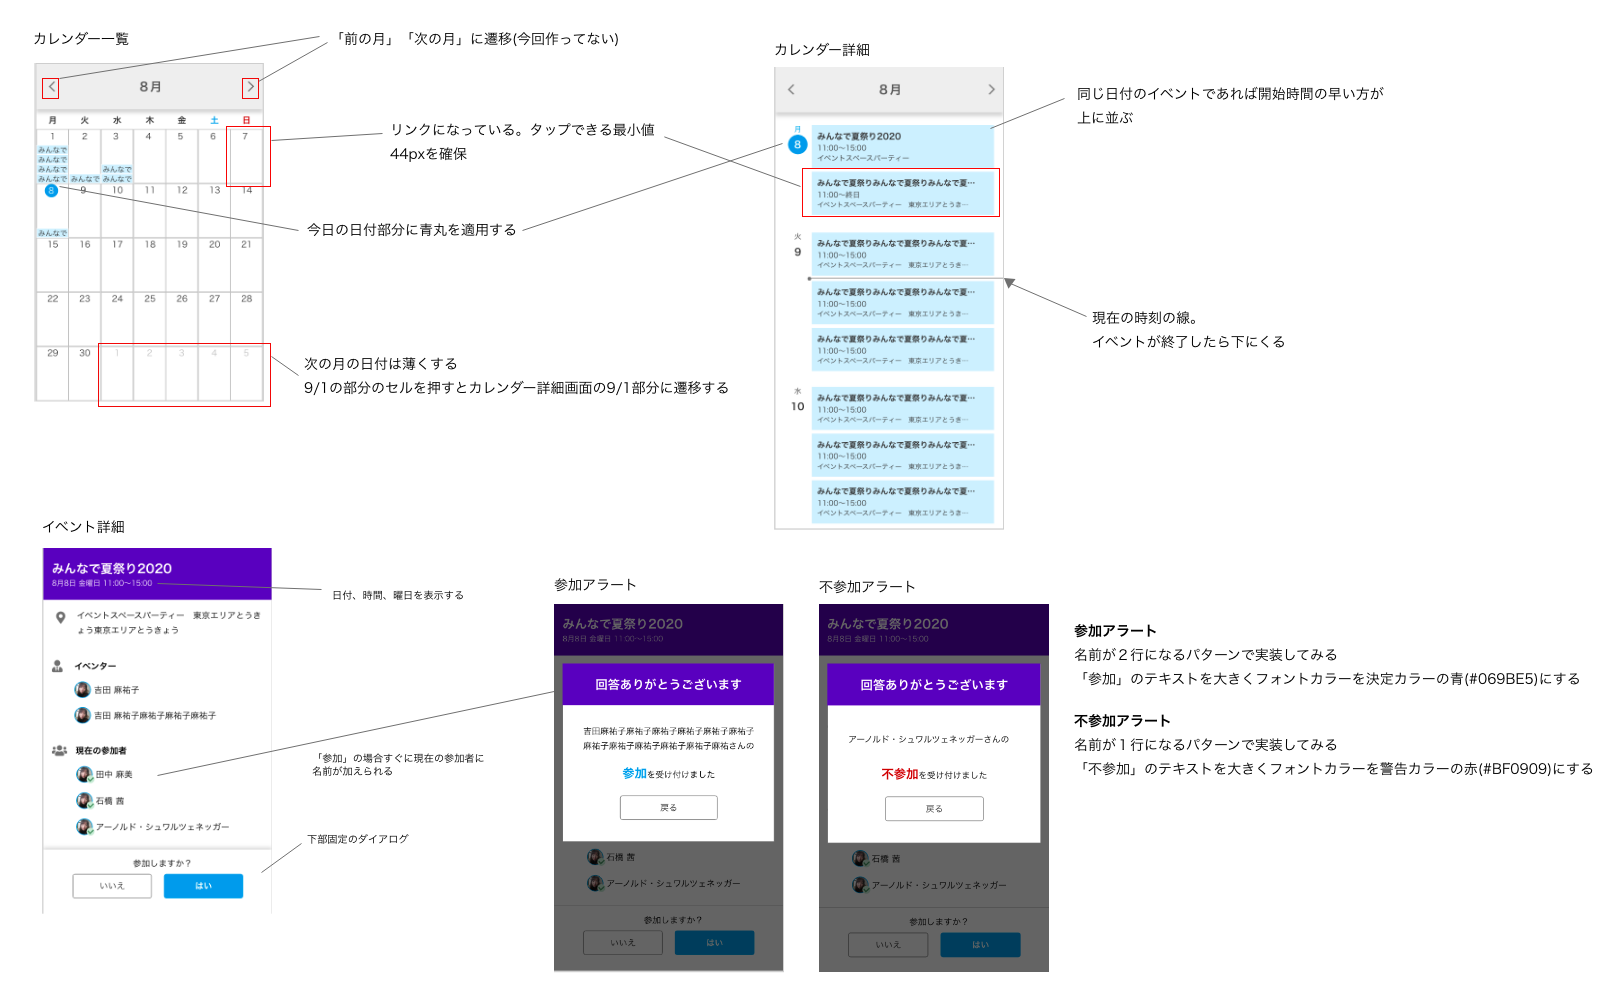 カレンダー一覧
「前の月」「次の月」に遷移(今回作ってない)
8月
月 火 水 木 金 土 日
1 2 3 4 5 6 7
みんなで
みんなで
みんなで みんなで
みんなで みんなで みんなで
8 9 10 11 12 13 14
みんなで
15 16 17 18 19 20 21
22 23 24 25 26 27 28
29 30 1 2 3 4 5
リンクになっている。タップできる最小値
44pxを確保
今日の日付部分に青丸を適用する
次の月の日付は薄くする
9/1の部分のセルを押すとカレンダー詳細画面の9/1部分に遷移する
カレンダー詳細
8月
月
8
みんなで夏祭り2020
11:00〜15:00
イベントスペースパーティー
みんなで夏祭りみんなで夏祭りみんなで夏…
11:00〜終日
イベントスペースパーティー 東京エリアとうき…
火
9
みんなで夏祭りみんなで夏祭りみんなで夏…
11:00〜15:00
イベントスペースパーティー 東京エリアとうき…
みんなで夏祭りみんなで夏祭りみんなで夏…
11:00〜15:00
イベントスペースパーティー 東京エリアとうき…
みんなで夏祭りみんなで夏祭りみんなで夏…
11:00〜15:00
イベントスペースパーティー 東京エリアとうき…
水
10
みんなで夏祭りみんなで夏祭りみんなで夏…
11:00〜15:00
イベントスペースパーティー 東京エリアとうき…
みんなで夏祭りみんなで夏祭りみんなで夏…
11:00〜15:00
イベントスペースパーティー 東京エリアとうき…
みんなで夏祭りみんなで夏祭りみんなで夏…
11:00〜15:00
イベントスペースパーティー 東京エリアとうき…
同じ日付のイベントであれば開始時間の早い方が
上に並ぶ
現在の時刻の線。
イベントが終了したら下にくる
イベント詳細
みんなで夏祭り2020
8月8日 金曜日 11:00〜15:00
イベントスペースパーティー 東京エリアとうき
ょう東京エリアとうきょう
イベンター
吉田 麻祐子
吉田 麻祐子麻祐子麻祐子麻祐子
現在の参加者
田中 麻美
石橋 茜
アーノルド・シュワルツェネッガー
参加しますか？
いいえ はい
日付、時間、曜日を表示する
「参加」の場合すぐに現在の参加者に
名前が加えられる
下部固定のダイアログ
参加アラート
みんなで夏祭り2020
8月8日 金曜日 11:00〜15:00
回答ありがとうございます
吉田麻祐子麻祐子麻祐子麻祐子麻祐子麻祐子
麻祐子麻祐子麻祐子麻祐子麻祐子麻祐さんの
参加を受け付けました
戻る
石橋 茜
アーノルド・シュワルツェネッガー
参加しますか？
いいえ はい
不参加アラート
みんなで夏祭り2020
8月8日 金曜日 11:00〜15:00
回答ありがとうございます
アーノルド・シュワルツェネッガーさんの
不参加を受け付けました
戻る
石橋 茜
アーノルド・シュワルツェネッガー
参加しますか？
いいえ はい
参加アラート
名前が２行になるパターンで実装してみる
「参加」のテキストを大きくフォントカラーを決定カラーの青(#069BE5)にする
不参加アラート
名前が１行になるパターンで実装してみる
「不参加」のテキストを大きくフォントカラーを警告カラーの赤(#BF0909)にする